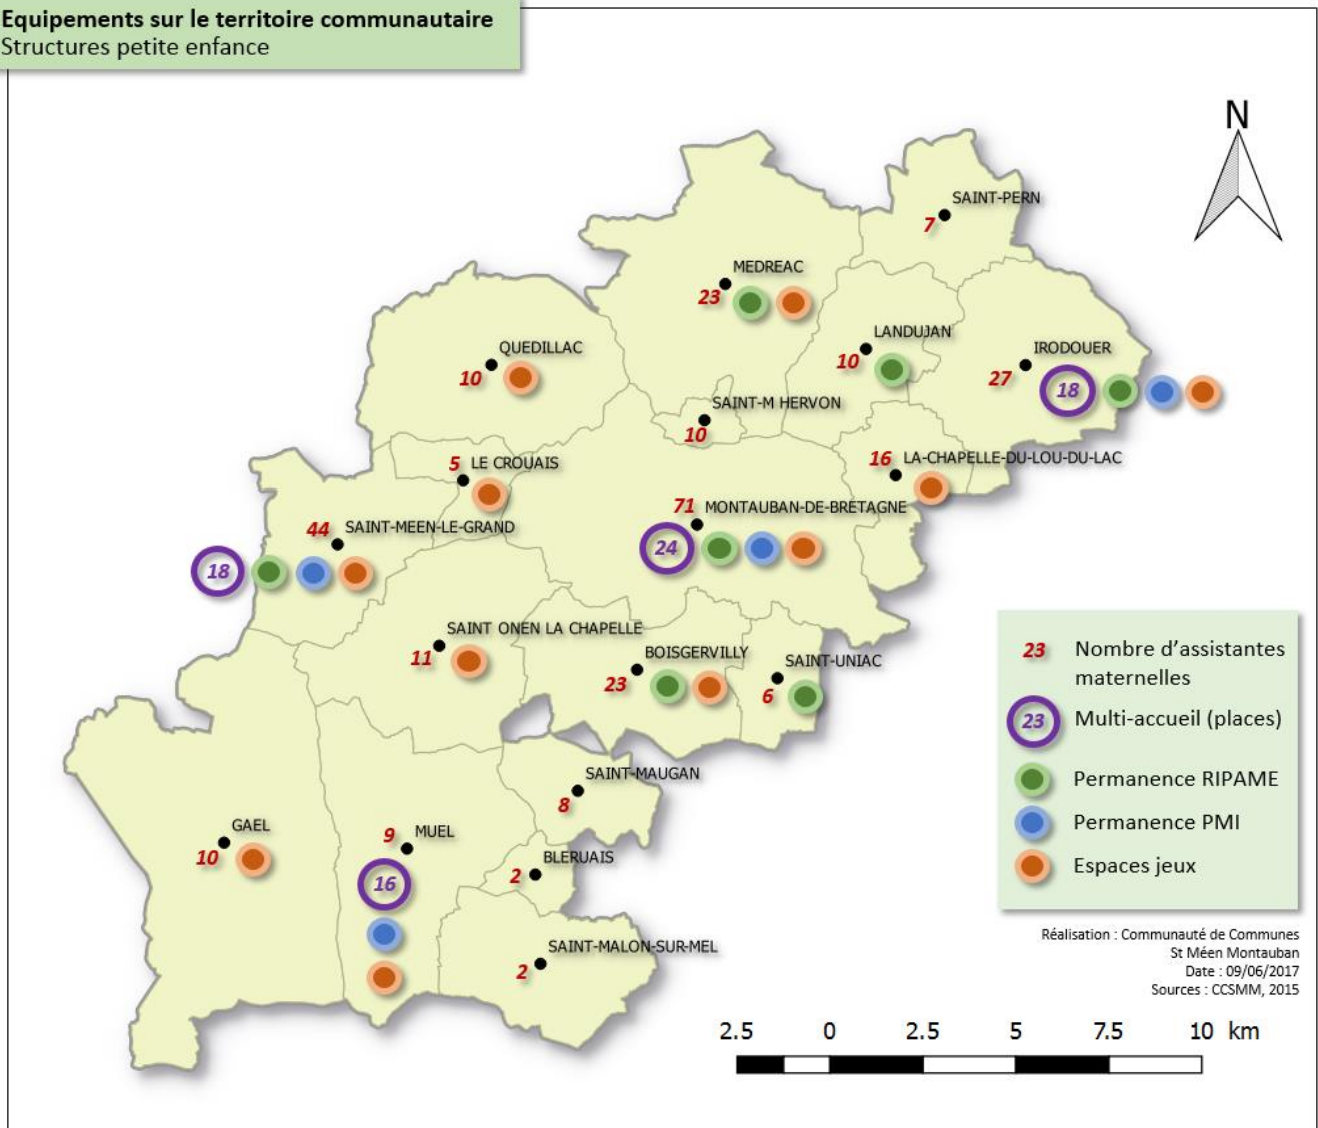 Equipements sur le territoire communautaire
Structures petite enfance
N
SAINT-PERN
7
MEDREAC
23
LANDUJAN
10
QUEDILLAC
10
IRODOUER
27
18
SAINT-M HERVON
10
5 LE CROUAIS
16 LA-CHAPELLE-DU-LOU-DU-LAC
71 MONTAUBAN-DE-BRETAGNE
24
44 SAINT-MEEN-LE-GRAND
18
SAINT ONEN LA CHAPELLE
11
BOISGERVILLY
23
SAINT-UNIAC
6
SAINT-MAUGAN
8
GAEL
10
9 MUEL
16
BLERUAIS
2
SAINT-MALON-SUR-MEL
2
23 Nombre d’assistantes
maternelles
23 Multi-accueil (places)
Permanence RIPAME
Permanence PMI
Espaces jeux
Réalisation : Communauté de Communes
St Méen Montauban
Date : 09/06/2017
Sources : CCSMM, 2015
2.5 0 2.5 5 7.5 10 km